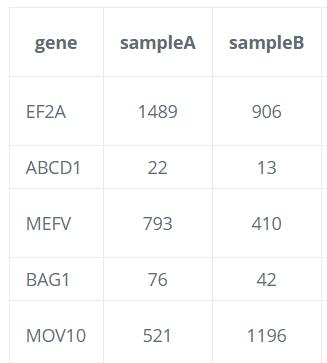 gene sampleA sampleB
EF2A 1489 906
ABCD1 22 13
MEFV 793 410
BAG1 76 42
MOV10 521 1196